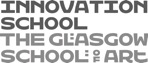 INNOVATION
SCHOOL
THE GLASGOW
SCHOOL OF ART